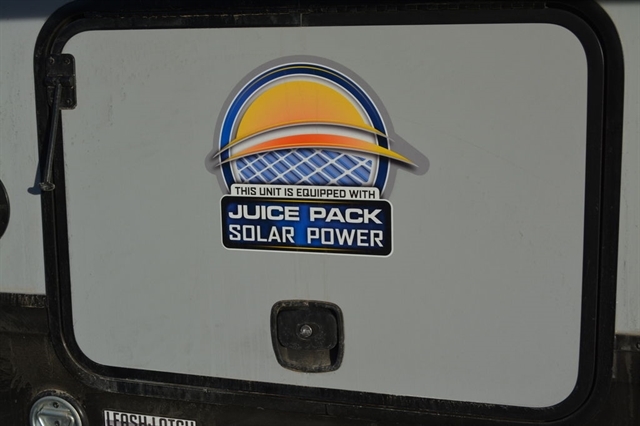 THIS UNIT IS EQUIPPED WITH
JUICE PACK
SOLAR POWER
LEASH-LATCH